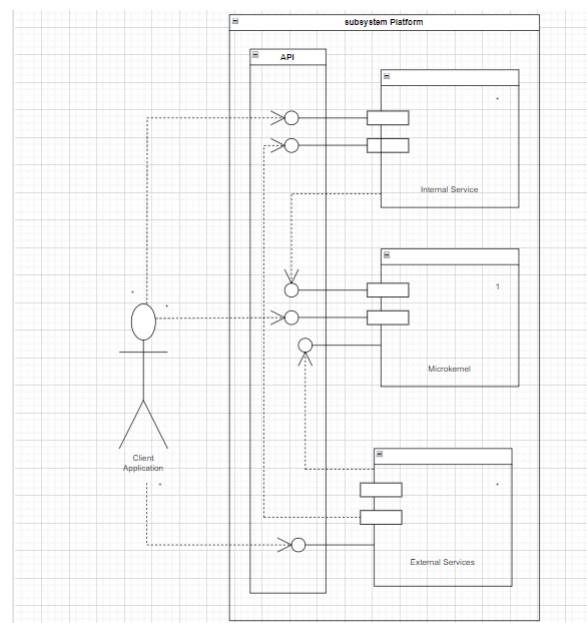 subsystem Platform
API
*
Internal Service
*
*
1
Microkernel
Client
Application
*
*
External Services